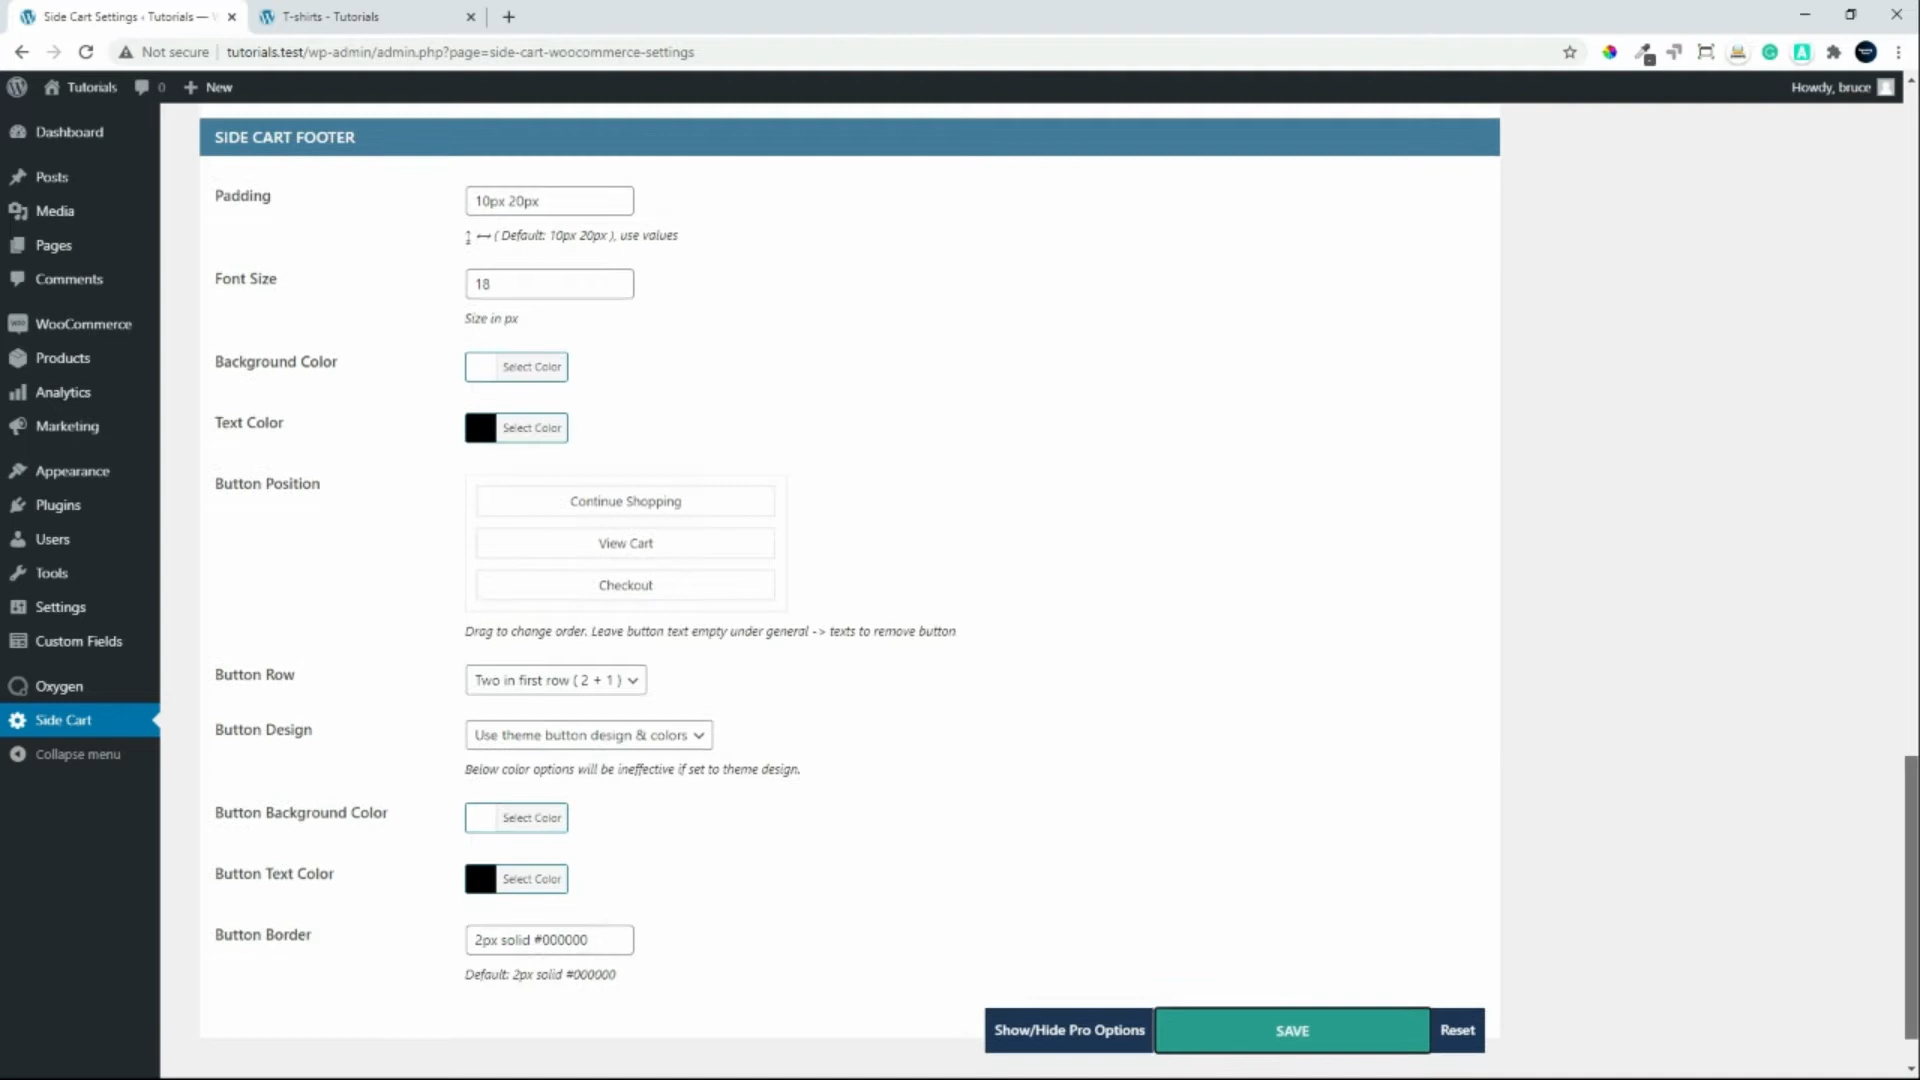 Side Cart Settings ‹ Tutorials — W
T-shirts - Tutorials
Not secure
tutorials.test/wp-admin/admin.php?page=side-cart-woocommerce-settings
Tutorials
0
New
Howdy, bruce
Dashboard
Posts
Media
Pages
Comments
WooCommerce
Products
Analytics
Marketing
Appearance
Plugins
Users
Tools
Settings
Custom Fields
Oxygen
Side Cart
Collapse menu
SIDE CART FOOTER
Padding
10px 20px
↨ ↔ ( Default: 10px 20px ), use values
Font Size
18
Size in px
Background Color
Select Color
Text Color
Select Color
Button Position
Continue Shopping
View Cart
Checkout
Drag to change order. Leave button text empty under general -> texts to remove button
Button Row
Two in first row ( 2 + 1 )
Button Design
Use theme button design & colors
Below color options will be ineffective if set to theme design.
Button Background Color
Select Color
Button Text Color
Select Color
Button Border
2px solid #000000
Default: 2px solid #000000
Show/Hide Pro Options
SAVE
Reset